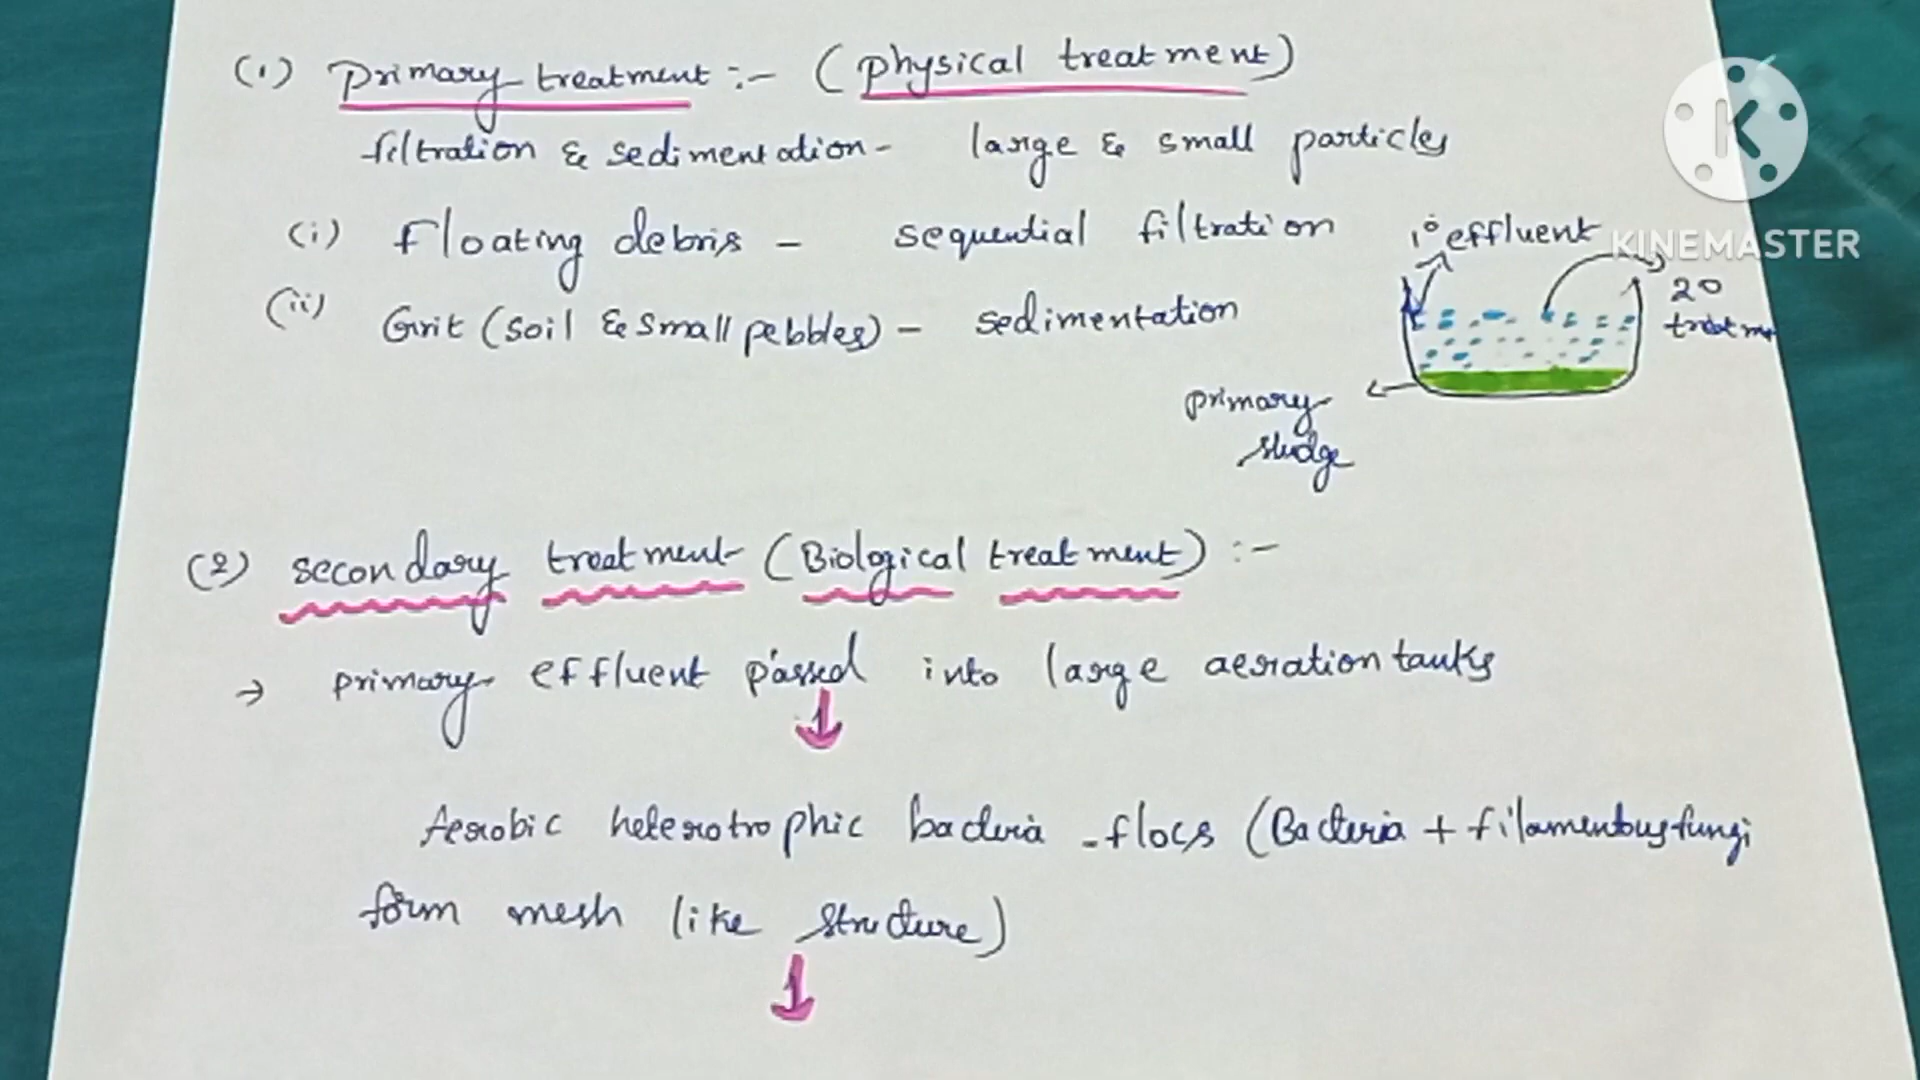 (1) Primary treatment :- (physical treatment)
filtration & sedimentation - large & small particles
(i) Floating debris - sequential filtration
(ii) Grit (soil & small pebbles) - sedimentation
1° effluent
20
primary
sludge
(2) secondary treatment (Biological treatment) :-
→ primary effluent passed into large aeration tanks
Aerobic heterotrophic bacteria - flocs (Bacteria + filamentous fungi
form mesh like structure)
K
KINEMASTER